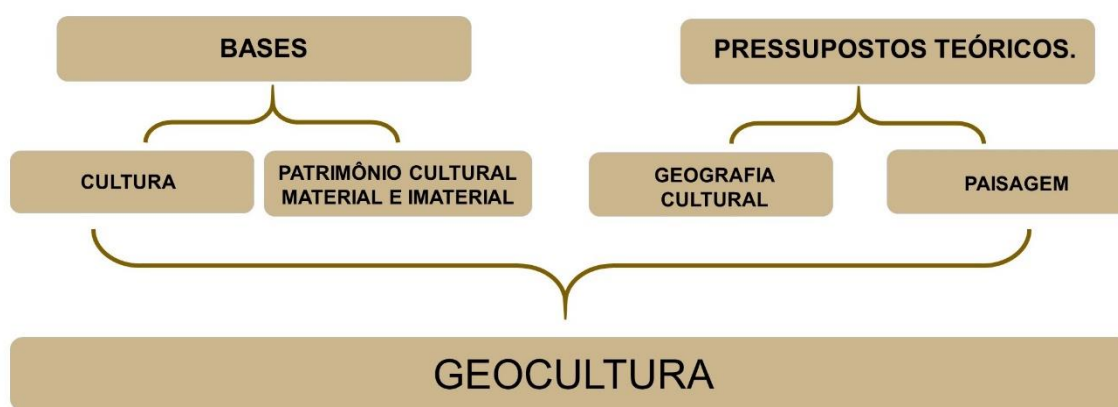 BASES
PRESSUPOSTOS TEÓRICOS.
CULTURA
PATRIMÔNIO CULTURAL
MATERIAL E IMATERIAL
GEOGRAFIA
CULTURAL
PAISAGEM
GEOCULTURA